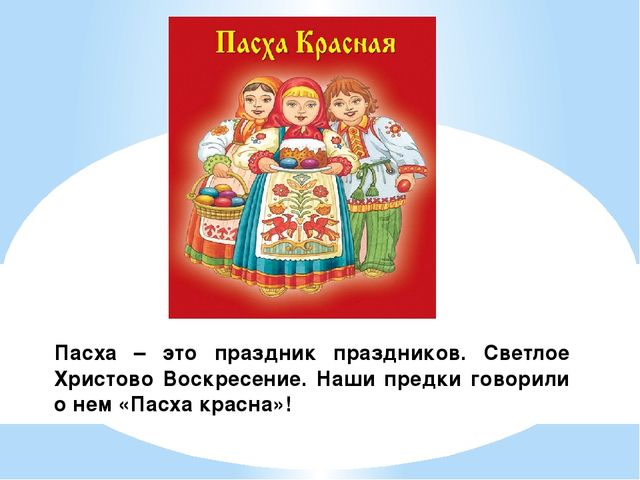 Пасха Красная
Пасха – это праздник праздников. Светлое
Христово Воскресение. Наши предки говорили
о нем «Пасха красна»!